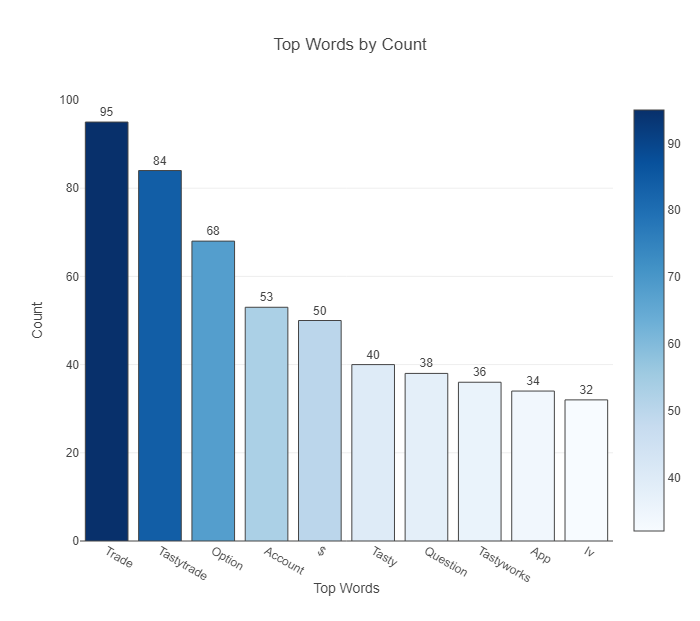 Top Words by Count
100
80
60
40
20
0
Count
95
84
68
53
50
40
38
36
34
32
Trade
Tastytrade
Option
Account
$
Tasty
Question
Tastyworks
App
Iv
Top Words
90
80
70
60
50
40